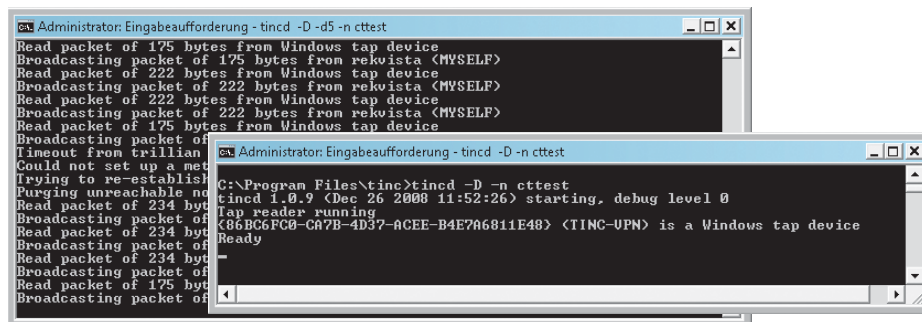 Administrator: Eingabeaufforderung - tincd -D -d5 -n cttest
Read packet of 175 bytes from Windows tap device
Broadcasting packet of 175 bytes from rekvista (MYSELF)
Read packet of 222 bytes from Windows tap device
Broadcasting packet of 222 bytes from rekvista (MYSELF)
Read packet of 222 bytes from Windows tap device
Broadcasting packet of 222 bytes from rekvista (MYSELF)
Read packet of 175 bytes from Windows tap device
Broadcasting packet of
Timeout from trillian
Could not set up a met
Trying to re-establish
Purging unreachable no
Read packet of 234 byt
Broadcasting packet of
Read packet of 234 byt
Broadcasting packet of
Read packet of 234 byt
Broadcasting packet of
Read packet of 175 byt
Broadcasting packet of
Administrator: Eingabeaufforderung - tincd -D -n cttest
C:\Program Files\tinc>tincd -D -n cttest
tincd 1.0.9 (Dec 26 2008 11:52:26) starting, debug level 0
Tap reader running
{86BC6FC0-CA7B-4D37-ACEE-B4E7A6811E48} (TINC-VPN) is a Windows tap device
Ready